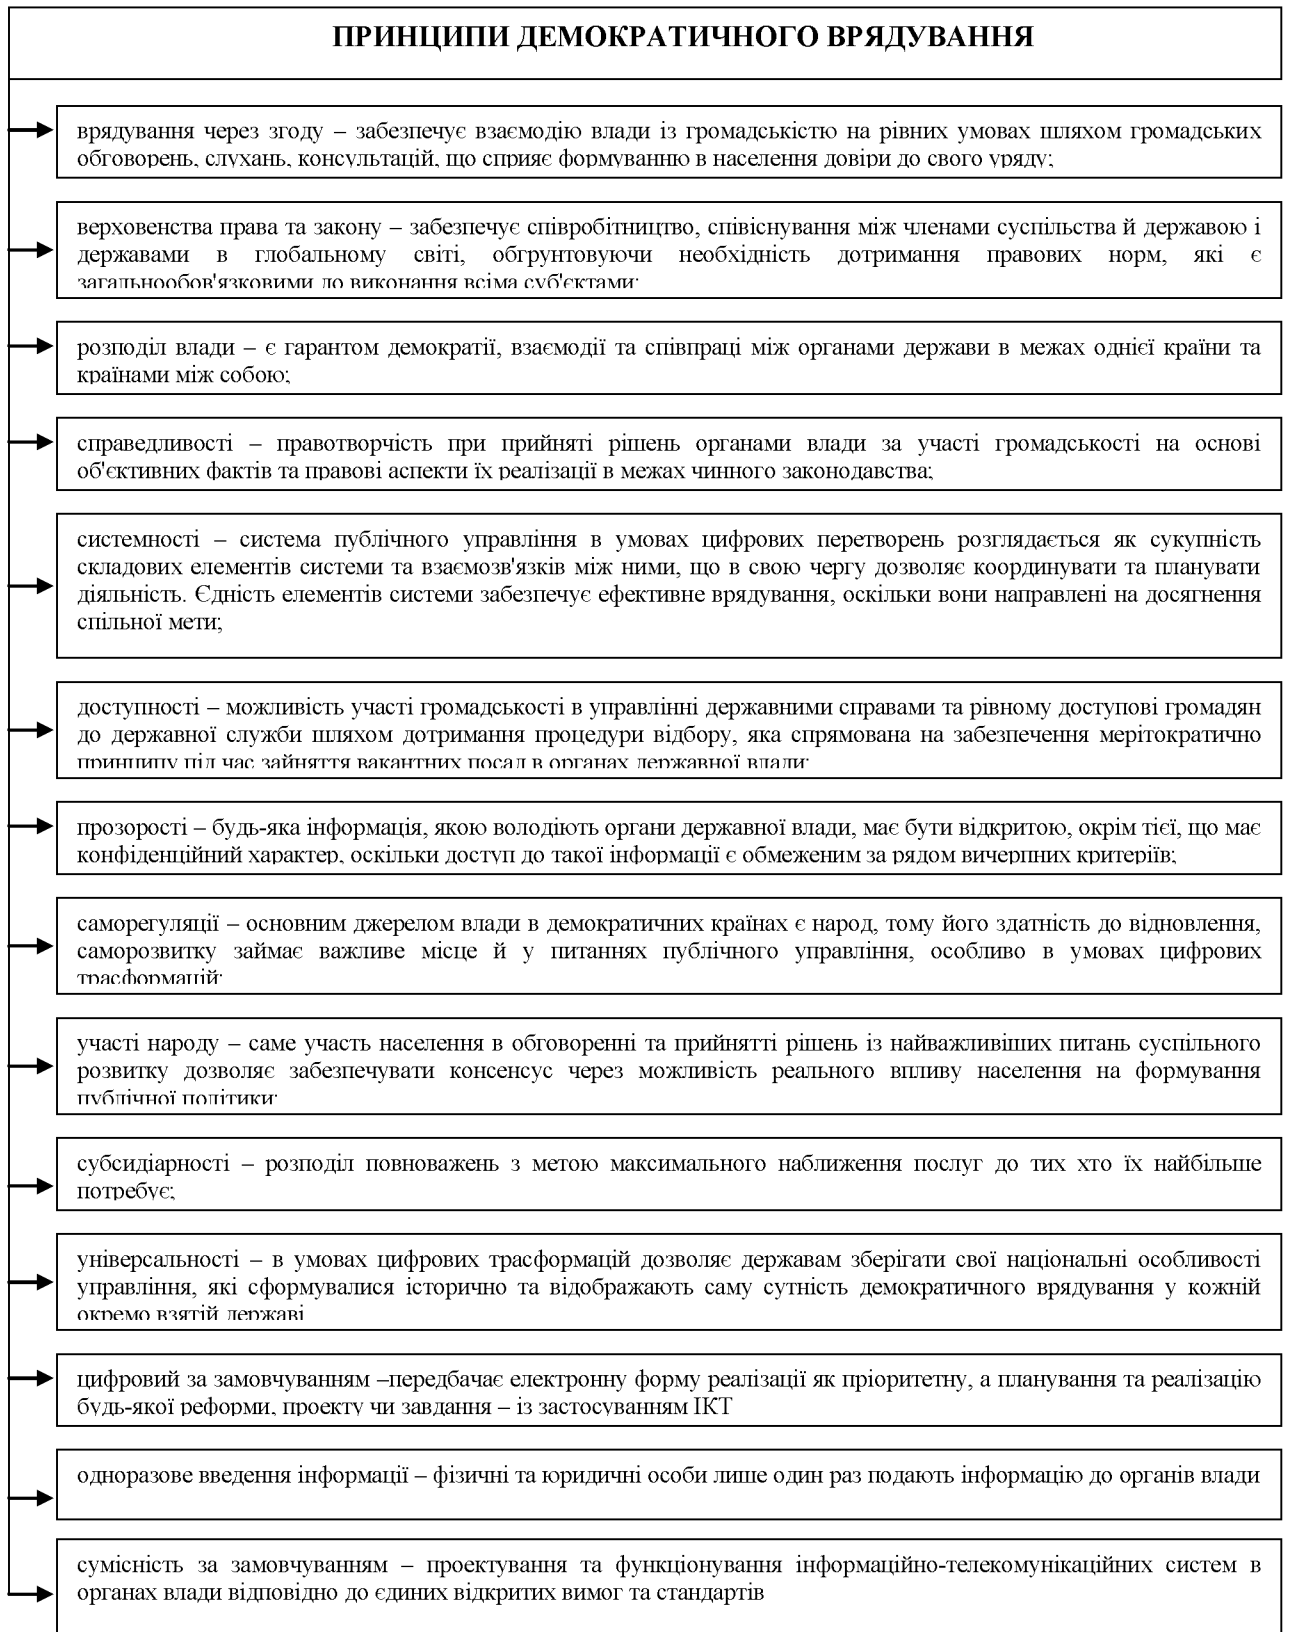 ПРИНЦИПИ ДЕМОКРАТИЧНОГО ВРЯДУВАННЯ
врядування через згоду – забезпечує взаємодію влади із громадськістю на рівних умовах шляхом громадських
обговорень, слухань, консультацій, що сприяє формуванню в населення довіри до свого уряду;
верховенства права та закону – забезпечує співробітництво, співіснування між членами суспільства й державою і
державами в глобальному світі, обгрунтовуючи необхідність дотримання правових норм, які є
загальнообов'язковими до виконання всіма суб'єктами;
розподіл влади – є гарантом демократії, взаємодії та співпраці між органами держави в межах однієї країни та
країнами між собою;
справедливості – правотворчість при прийняті рішень органами влади за участі громадськості на основі
об'єктивних фактів та правові аспекти їх реалізації в межах чинного законодавства;
системності – система публічного управління в умовах цифрових перетворень розглядається як сукупність
складових елементів системи та взаємозв'язків між ними, що в свою чергу дозволяє координувати та планувати
діяльність. Єдність елементів системи забезпечує ефективне врядування, оскільки вони направлені на досягнення
спільної мети;
доступності – можливість участі громадськості в управлінні державними справами та рівному доступові громадян
до державної служби шляхом дотримання процедури відбору, яка спрямована на забезпечення мерітократично
принципу під час зайняття вакантних посад в органах державної влади;
прозорості – будь-яка інформація, якою володіють органи державної влади, має бути відкритою, окрім тієї, що має
конфіденційний характер, оскільки доступ до такої інформації є обмеженим за рядом вичерпних критеріїв;
саморегуляції – основним джерелом влади в демократичних країнах є народ, тому його здатність до відновлення,
саморозвитку займає важливе місце й у питаннях публічного управління, особливо в умовах цифрових
трасформацій;
участі народу – саме участь населення в обговоренні та прийнятті рішень із найважливіших питань суспільного
розвитку дозволяє забезпечувати консенсус через можливість реального впливу населення на формування
публічної політики;
субсидіарності – розподіл повноважень з метою максимального наближення послуг до тих хто їх найбільше
потребує;
універсальності – в умовах цифрових трасформацій дозволяє державам зберігати свої національні особливості
управління, які сформувалися історично та відображають саму сутність демократичного врядування у кожній
окремо взятій державі
цифровий за замовчуванням –передбачає електронну форму реалізації як пріоритетну, а планування та реалізацію
будь-якої реформи, проекту чи завдання – із застосуванням ІКТ
одноразове введення інформації – фізичні та юридичні особи лише один раз подають інформацію до органів влади
сумісність за замовчуванням – проектування та функціонування інформаційно-телекомунікаційних систем в
органах влади відповідно до єдиних відкритих вимог та стандартів